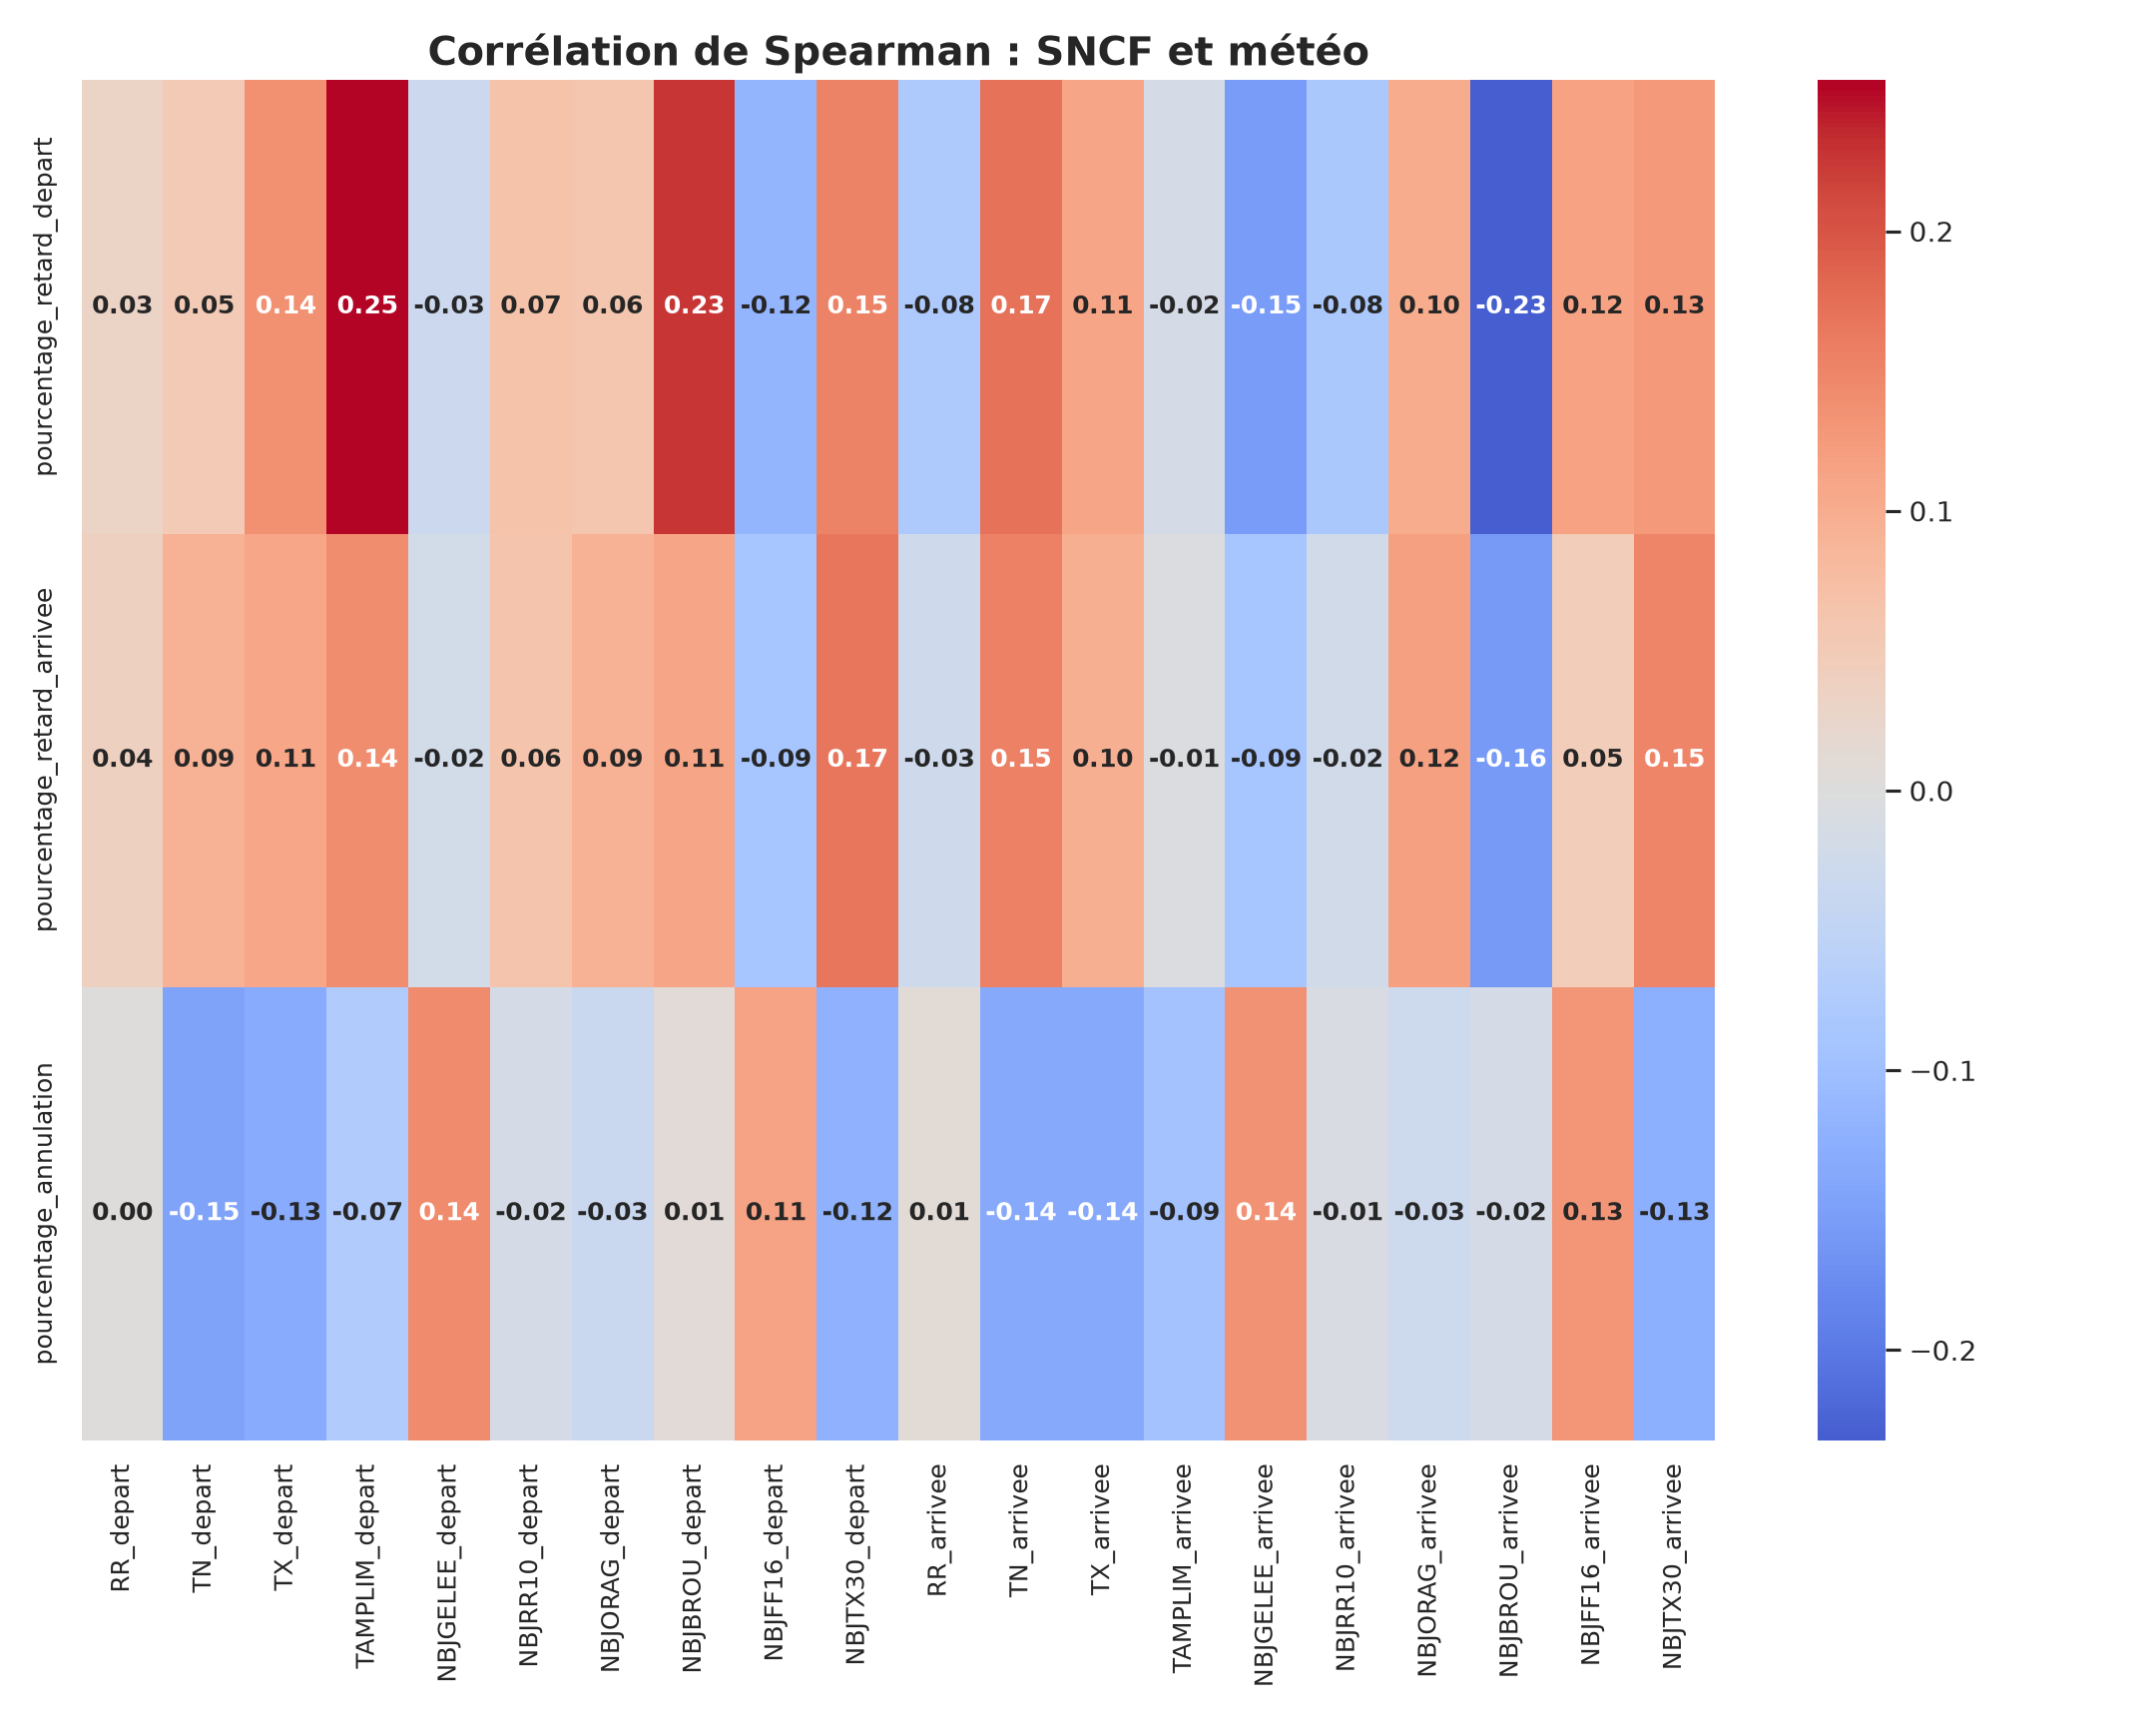 Corrélation de Spearman : SNCF et météo
pourcentage_retard_depart
0.03 0.05 0.14 0.25 -0.03 0.07 0.06 0.23 -0.12 0.15 -0.08 0.17 0.11 -0.02 -0.15 -0.08 0.10 -0.23 0.12 0.13
pourcentage_retard_arrivee
0.04 0.09 0.11 0.14 -0.02 0.06 0.09 0.11 -0.09 0.17 -0.03 0.15 0.10 -0.01 -0.09 -0.02 0.12 -0.16 0.05 0.15
pourcentage_annulation
0.00 -0.15 -0.13 -0.07 0.14 -0.02 -0.03 0.01 0.11 -0.12 0.01 -0.14 -0.14 -0.09 0.14 -0.01 -0.03 -0.02 0.13 -0.13
RR_depart
TN_depart
TX_depart
TAMPLIM_depart
NBJGELEE_depart
NBJRR10_depart
NBJORAG_depart
NBJBROU_depart
NBJFF16_depart
NBJTX30_depart
RR_arrivee
TN_arrivee
TX_arrivee
TAMPLIM_arrivee
NBJGELEE_arrivee
NBJRR10_arrivee
NBJORAG_arrivee
NBJBROU_arrivee
NBJFF16_arrivee
NBJTX30_arrivee
0.2
0.1
0.0
−0.1
−0.2